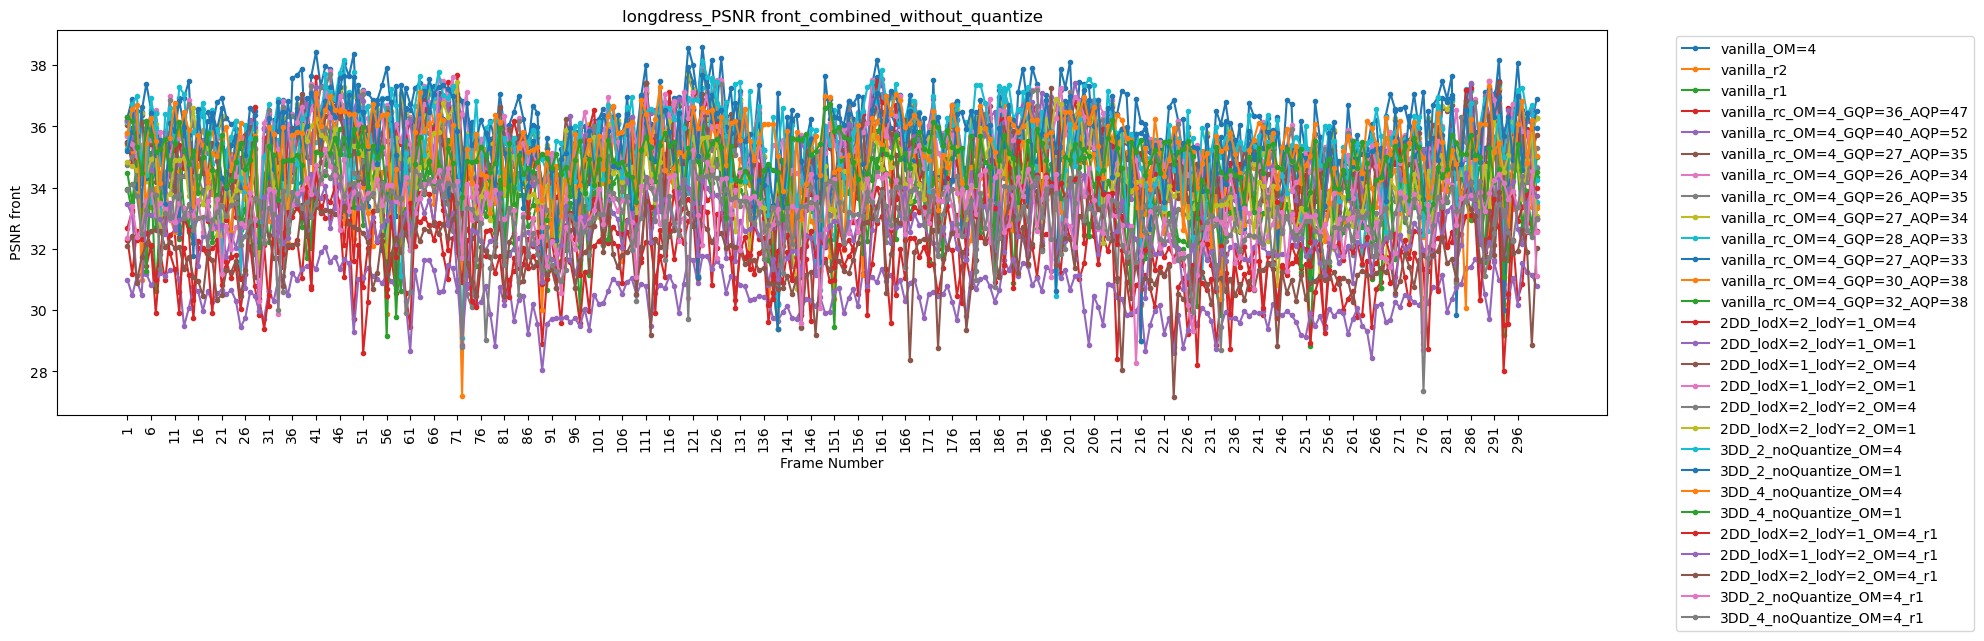 longdress_PSNR front_combined_without_quantize
PSNR front
38
36
34
32
30
28
1 6 11 16 21 26 31 36 41 46 51 56 61 66 71 76 81 86 91 96 101 106 111 116 121 126 131 136 141 146 151 156 161 166 171 176 181 186 191 196 201 206 211 216 221 226 231 236 241 246 251 256 261 266 271 276 281 286 291 296
Frame Number
vanilla_OM=4
vanilla_r2
vanilla_r1
vanilla_rc_OM=4_GQP=36_AQP=47
vanilla_rc_OM=4_GQP=40_AQP=52
vanilla_rc_OM=4_GQP=27_AQP=35
vanilla_rc_OM=4_GQP=26_AQP=34
vanilla_rc_OM=4_GQP=26_AQP=35
vanilla_rc_OM=4_GQP=27_AQP=34
vanilla_rc_OM=4_GQP=28_AQP=33
vanilla_rc_OM=4_GQP=27_AQP=33
vanilla_rc_OM=4_GQP=30_AQP=38
vanilla_rc_OM=4_GQP=32_AQP=38
2DD_lodX=2_lodY=1_OM=4
2DD_lodX=2_lodY=1_OM=1
2DD_lodX=1_lodY=2_OM=4
2DD_lodX=1_lodY=2_OM=1
2DD_lodX=2_lodY=2_OM=4
2DD_lodX=2_lodY=2_OM=1
3DD_2_noQuantize_OM=4
3DD_2_noQuantize_OM=1
3DD_4_noQuantize_OM=4
3DD_4_noQuantize_OM=1
2DD_lodX=2_lodY=1_OM=4_r1
2DD_lodX=1_lodY=2_OM=4_r1
2DD_lodX=2_lodY=2_OM=4_r1
3DD_2_noQuantize_OM=4_r1
3DD_4_noQuantize_OM=4_r1